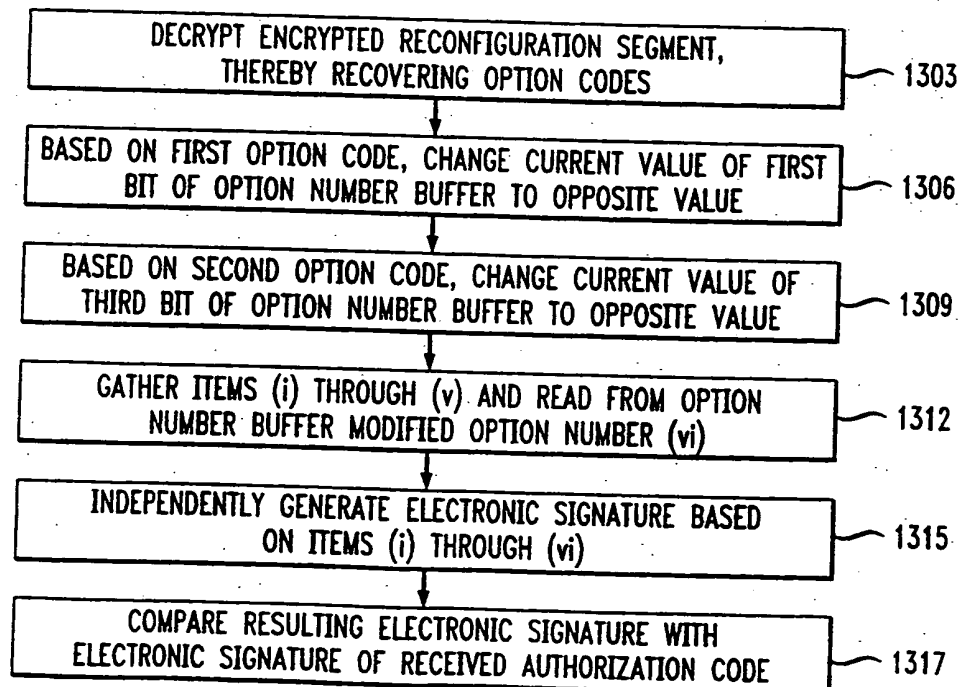 DECRYPT ENCRYPTED RECONFIGURATION SEGMENT,
THEREBY RECOVERING OPTION CODES
1303
BASED ON FIRST OPTION CODE, CHANGE CURRENT VALUE OF FIRST
BIT OF OPTION NUMBER BUFFER TO OPPOSITE VALUE
1306
BASED ON SECOND OPTION CODE, CHANGE CURRENT VALUE OF
THIRD BIT OF OPTION NUMBER BUFFER TO OPPOSITE VALUE
1309
GATHER ITEMS (i) THROUGH (v) AND READ FROM OPTION
NUMBER BUFFER MODIFIED OPTION NUMBER (vi)
1312
INDEPENDENTLY GENERATE ELECTRONIC SIGNATURE BASED
ON ITEMS (i) THROUGH (vi)
1315
COMPARE RESULTING ELECTRONIC SIGNATURE WITH
ELECTRONIC SIGNATURE OF RECEIVED AUTHORIZATION CODE
1317